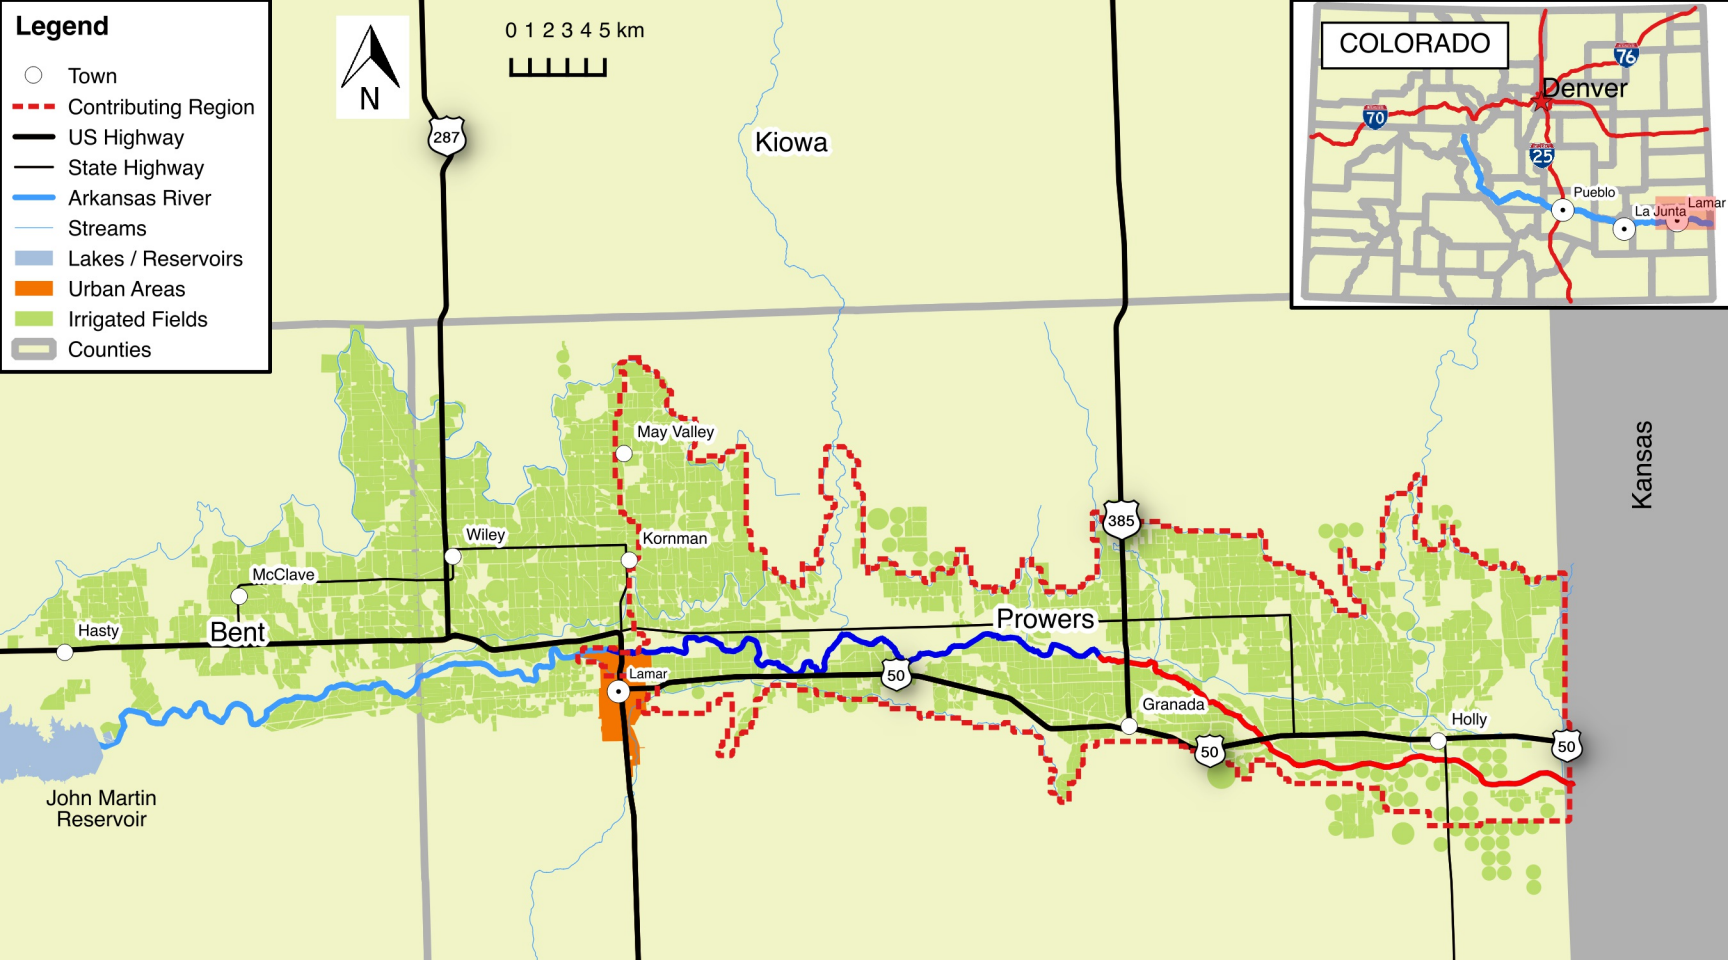 Legend
Town
Contributing Region
US Highway
State Highway
Arkansas River
Streams
Lakes / Reservoirs
Urban Areas
Irrigated Fields
Counties
N
0 1 2 3 4 5 km
287
Kiowa
COLORADO
76
Denver
70
25
Pueblo
La Junta
Lamar
Kansas
May Valley
385
Wiley
Kornman
McClave
Hasty
Bent
Prowers
Lamar
50
Granada
Holly
50
50
John Martin
Reservoir